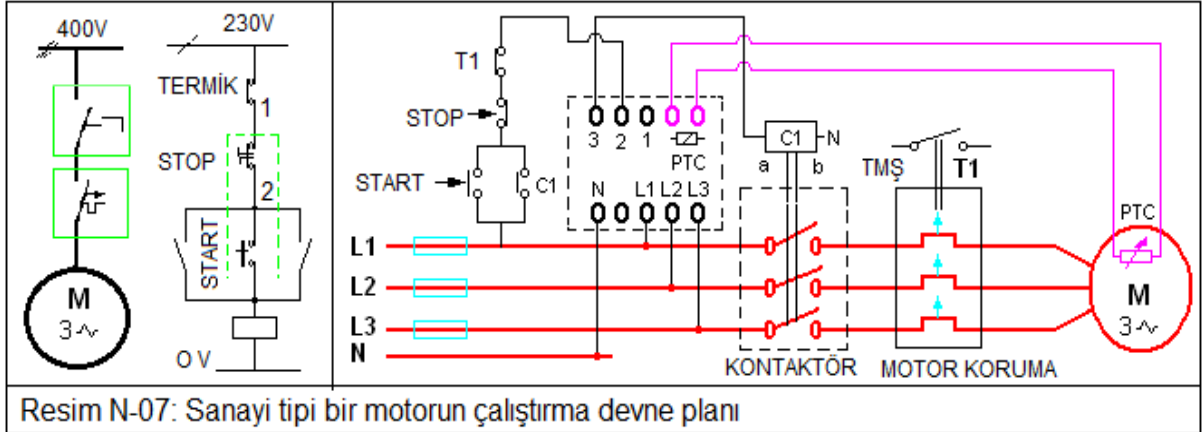 400V
230V
TERMİK
1
STOP
2
START
O V
M
3~
T1
STOP
START
C1
3 2 1
PTC
N L1 L2 L3
C1
N
a b
TMŞ T1
PTC
L1
L2
L3
N
M
3~
KONTAKTÖR
MOTOR KORUMA
Resim N-07: Sanayi tipi bir motorun çalıştırma devne planı